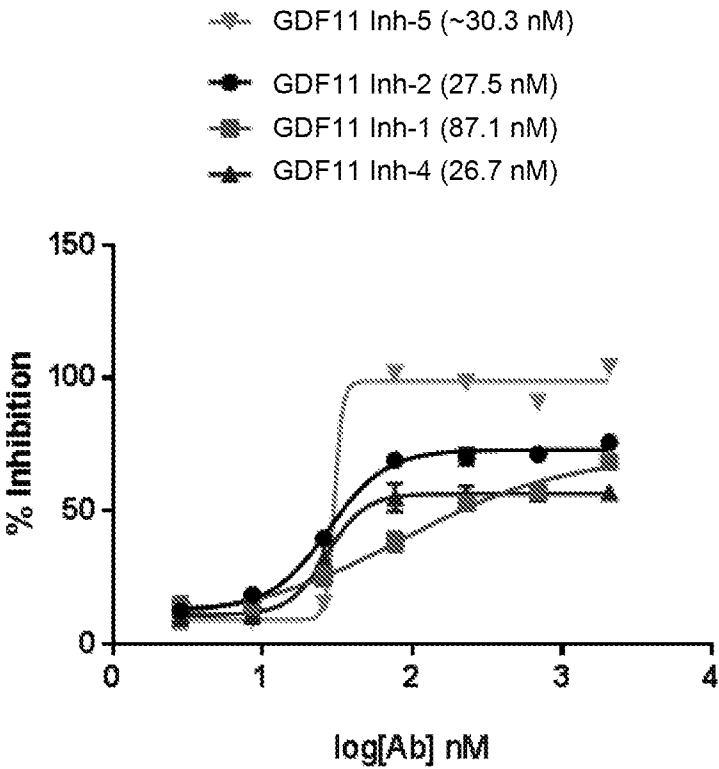 GDF11 Inh-5 (~30.3 nM)
GDF11 Inh-2 (27.5 nM)
GDF11 Inh-1 (87.1 nM)
GDF11 Inh-4 (26.7 nM)
150
100
50
0
% Inhibition
0 1 2 3 4
log[Ab] nM